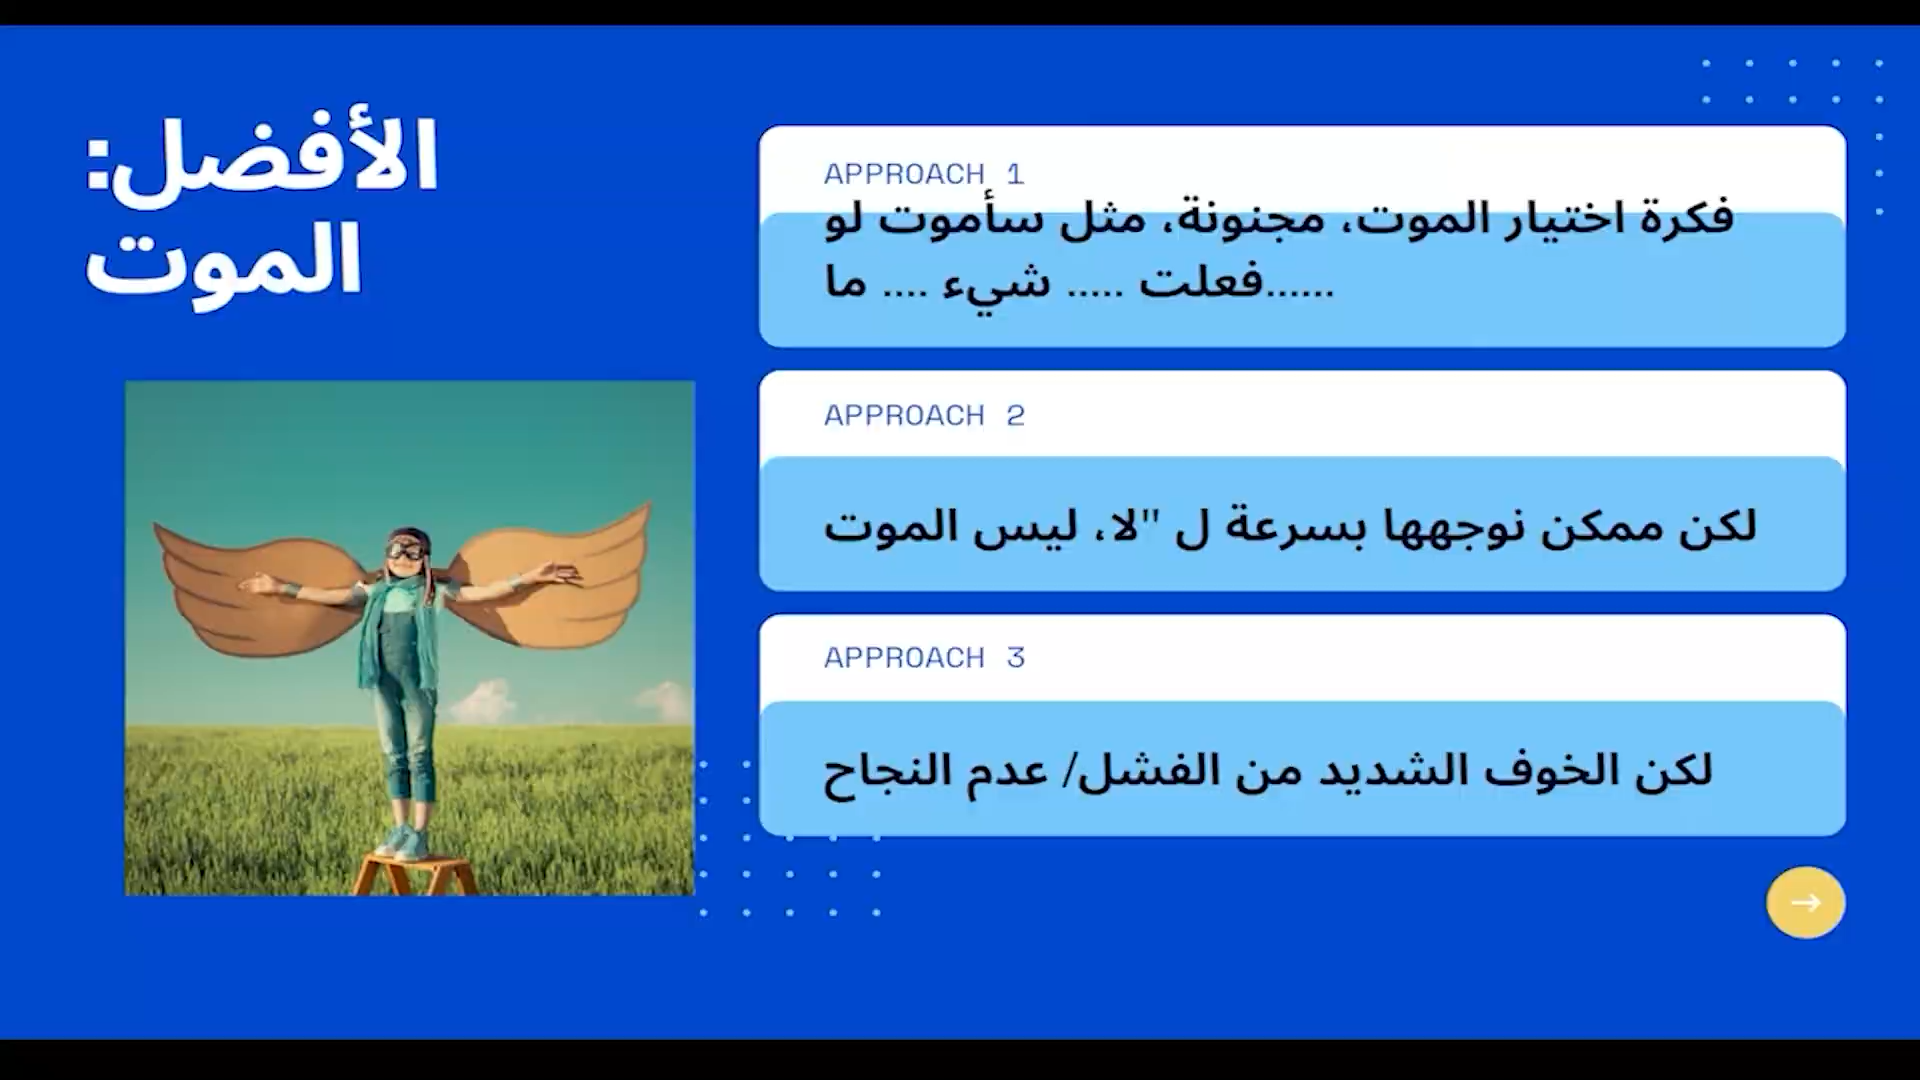 الأفضل:
الموت
APPROACH 1
فكرة اختيار الموت، مجنونة، مثل سأموت لو
ما .... شيء ..... فعلت......
APPROACH 2
لكن ممكن نوجهها بسرعة ل "لا، ليس الموت
APPROACH 3
لكن الخوف الشديد من الفشل/ عدم النجاح